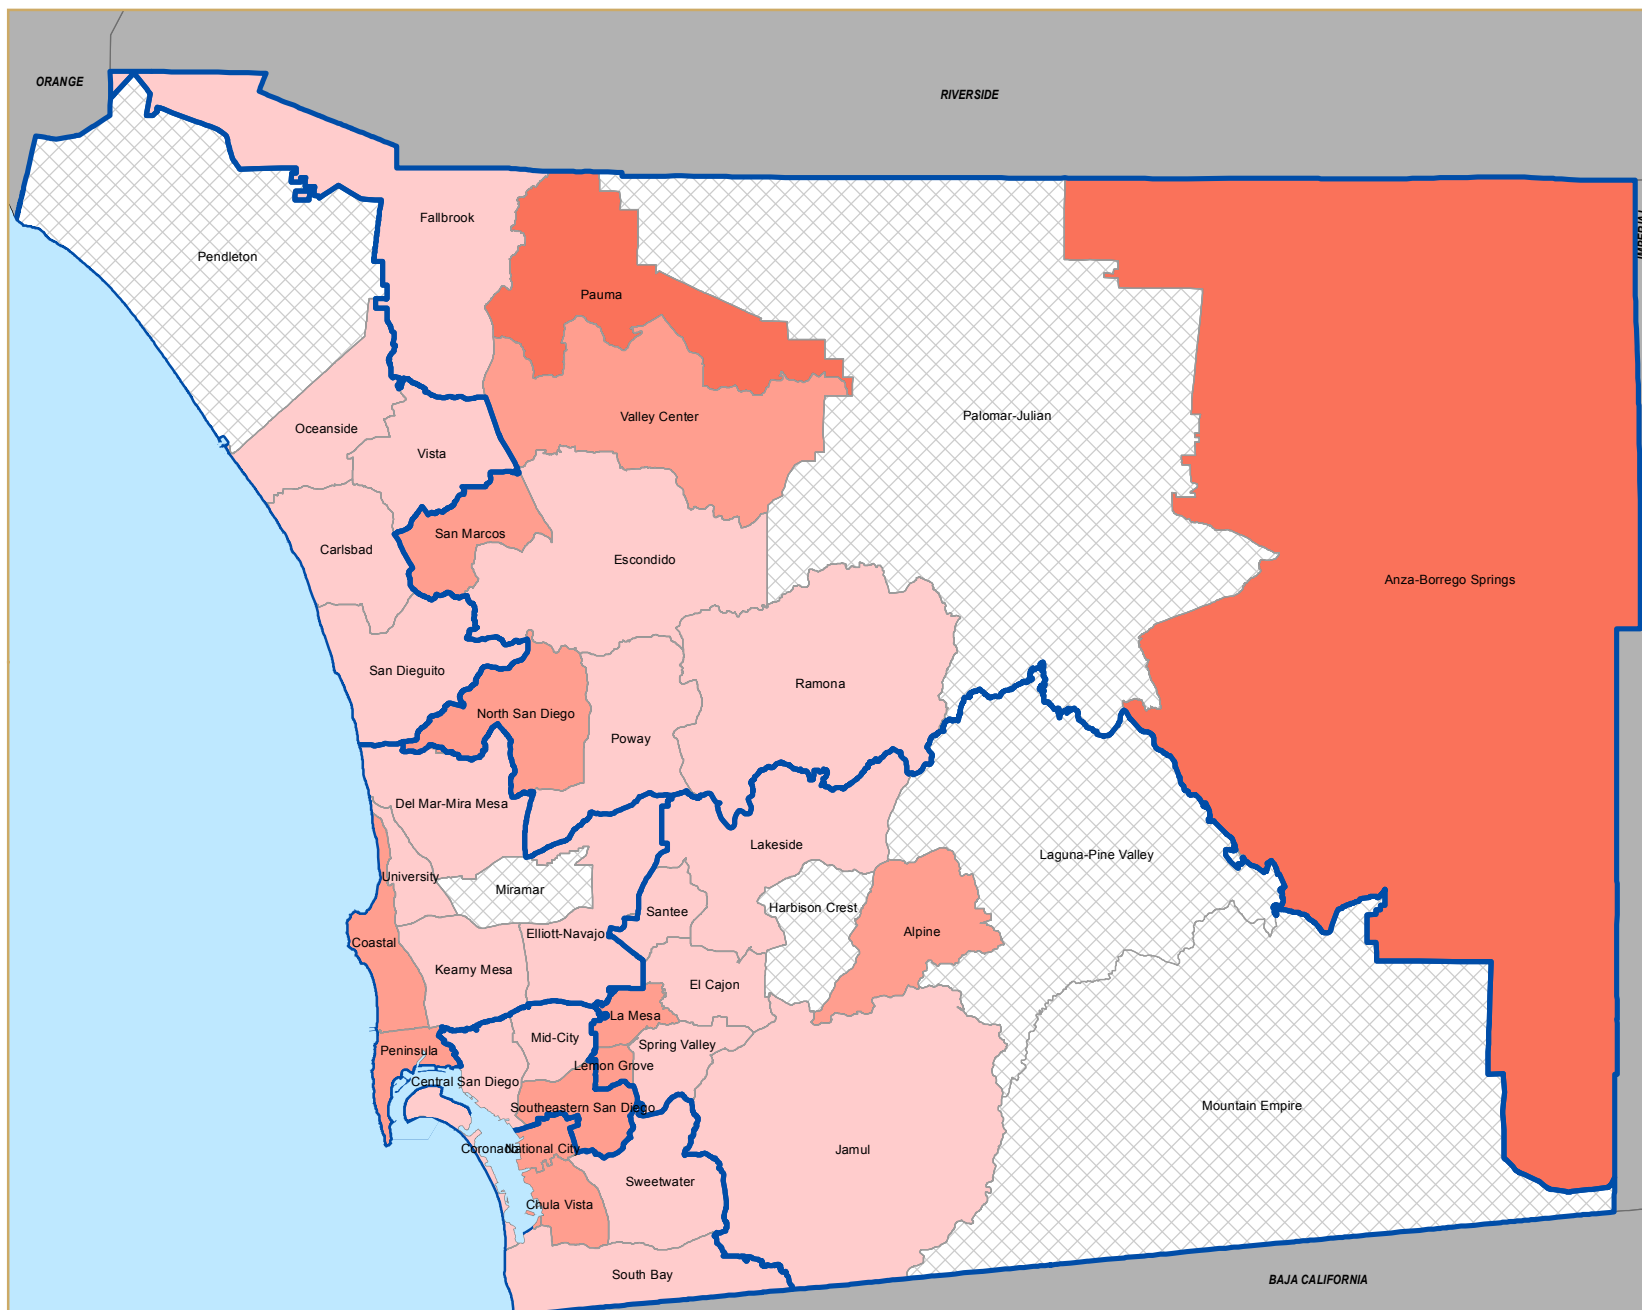 ORANGE
RIVERSIDE
Fallbrook
Pendleton
Pauma
Palomar-Julian
Valley Center
Oceanside
Vista
San Marcos
Carlsbad
Escondido
Anza-Borrego Springs
San Dieguito
Ramona
North San Diego
Poway
Del Mar-Mira Mesa
Lakeside
Laguna-Pine Valley
University
Miramar
Harbison Crest
Santee
Alpine
Elliott-Navajo
Coastal
Kearny Mesa
El Cajon
La Mesa
Mid-City
Spring Valley
Peninsula
Lemon Grove
Central San Diego
Southeastern San Diego
Mountain Empire
Coronado
National City
Jamul
Sweetwater
Chula Vista
South Bay
BAJA CALIFORNIA